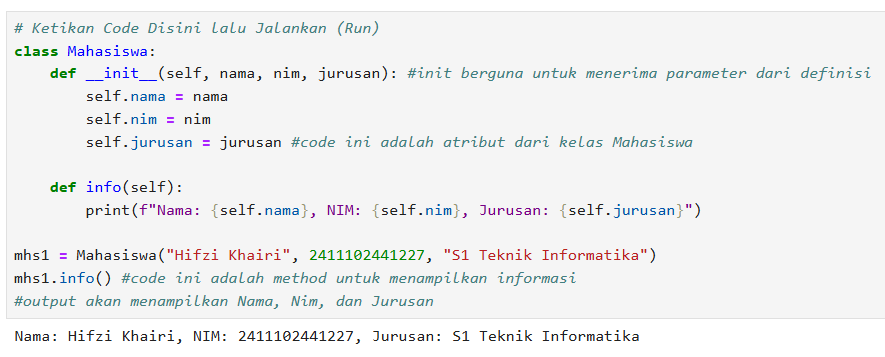 # Ketikan Code Disini lalu Jalankan (Run)
class Mahasiswa:
    def __init__(self, nama, nim, jurusan): #init berguna untuk menerima parameter dari definisi
        self.nama = nama
        self.nim = nim
        self.jurusan = jurusan #code ini adalah atribut dari kelas Mahasiswa

    def info(self):
        print(f"Nama: {self.nama}, NIM: {self.nim}, Jurusan: {self.jurusan}")

mhs1 = Mahasiswa("Hifzi Khairi", 2411102441227, "S1 Teknik Informatika")
mhs1.info() #code ini adalah method untuk menampilkan informasi
#output akan menampilkan Nama, Nim, dan Jurusan
Nama: Hifzi Khairi, NIM: 2411102441227, Jurusan: S1 Teknik Informatika